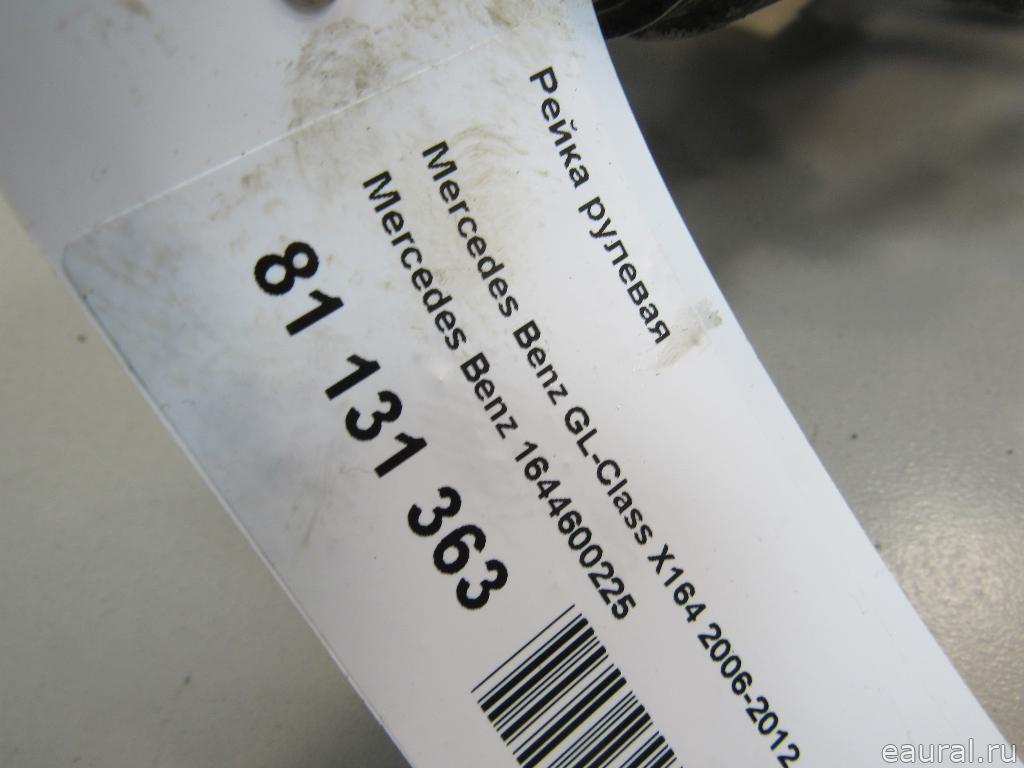 Рейка рулевая
Mercedes Benz GL-Class X164 2006-2012
Mercedes Benz 1644600225
81 131 363
eaural.ru